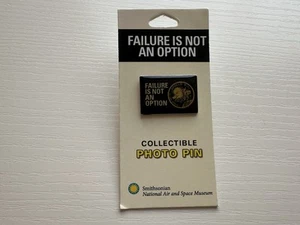 FAILURE IS NOT
AN OPTION
FAILURE
IS NOT
AN
OPTION
COLLECTIBLE
PHOTO PIN
Smithsonian
National Air and Space Museum